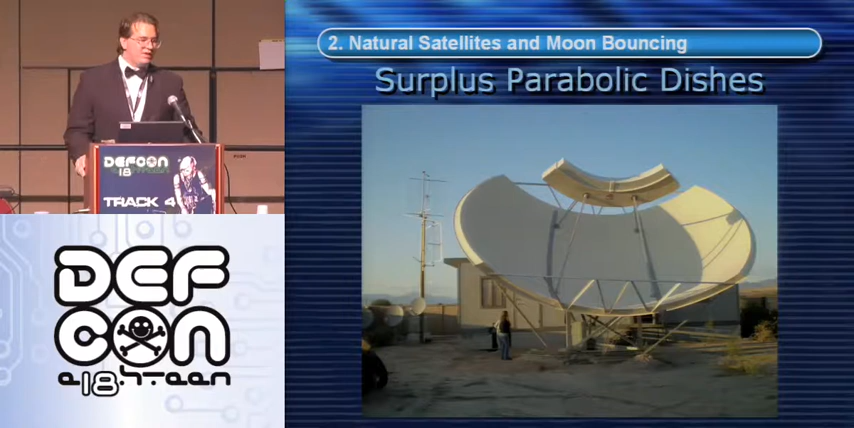 2. Natural Satellites and Moon Bouncing
Surplus Parabolic Dishes
DEFCON
18
TRACK 4
DEF
CON
e18hteen